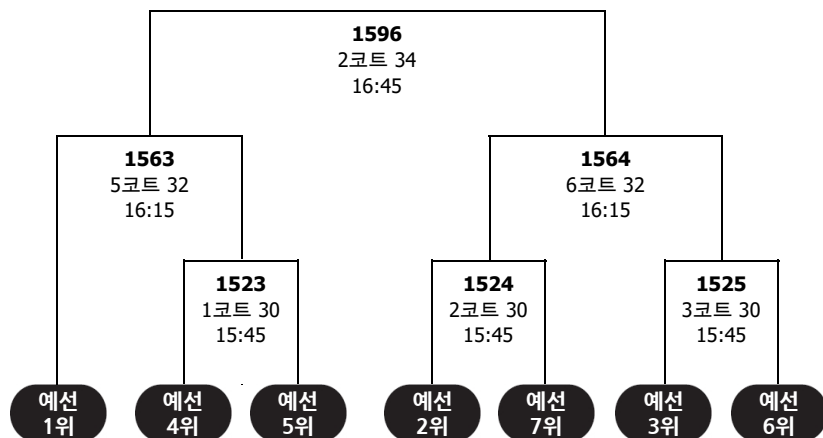 1596
2코트 34
16:45
1563
5코트 32
16:15
1564
6코트 32
16:15
1523
1코트 30
15:45
1524
2코트 30
15:45
1525
3코트 30
15:45
예선
1위
예선
4위
예선
5위
예선
2위
예선
7위
예선
3위
예선
6위